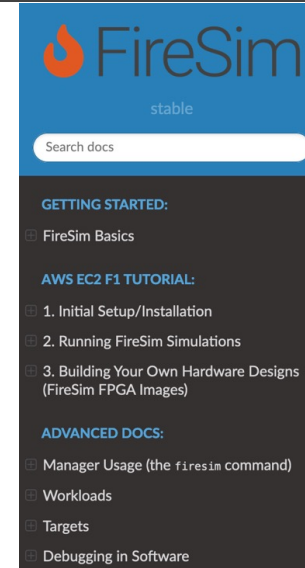 FireSim
stable
Search docs
GETTING STARTED:
FireSim Basics
AWS EC2 F1 TUTORIAL:
1. Initial Setup/Installation
2. Running FireSim Simulations
3. Building Your Own Hardware Designs
(FireSim FPGA Images)
ADVANCED DOCS:
Manager Usage (the firesim command)
Workloads
Targets
Debugging in Software